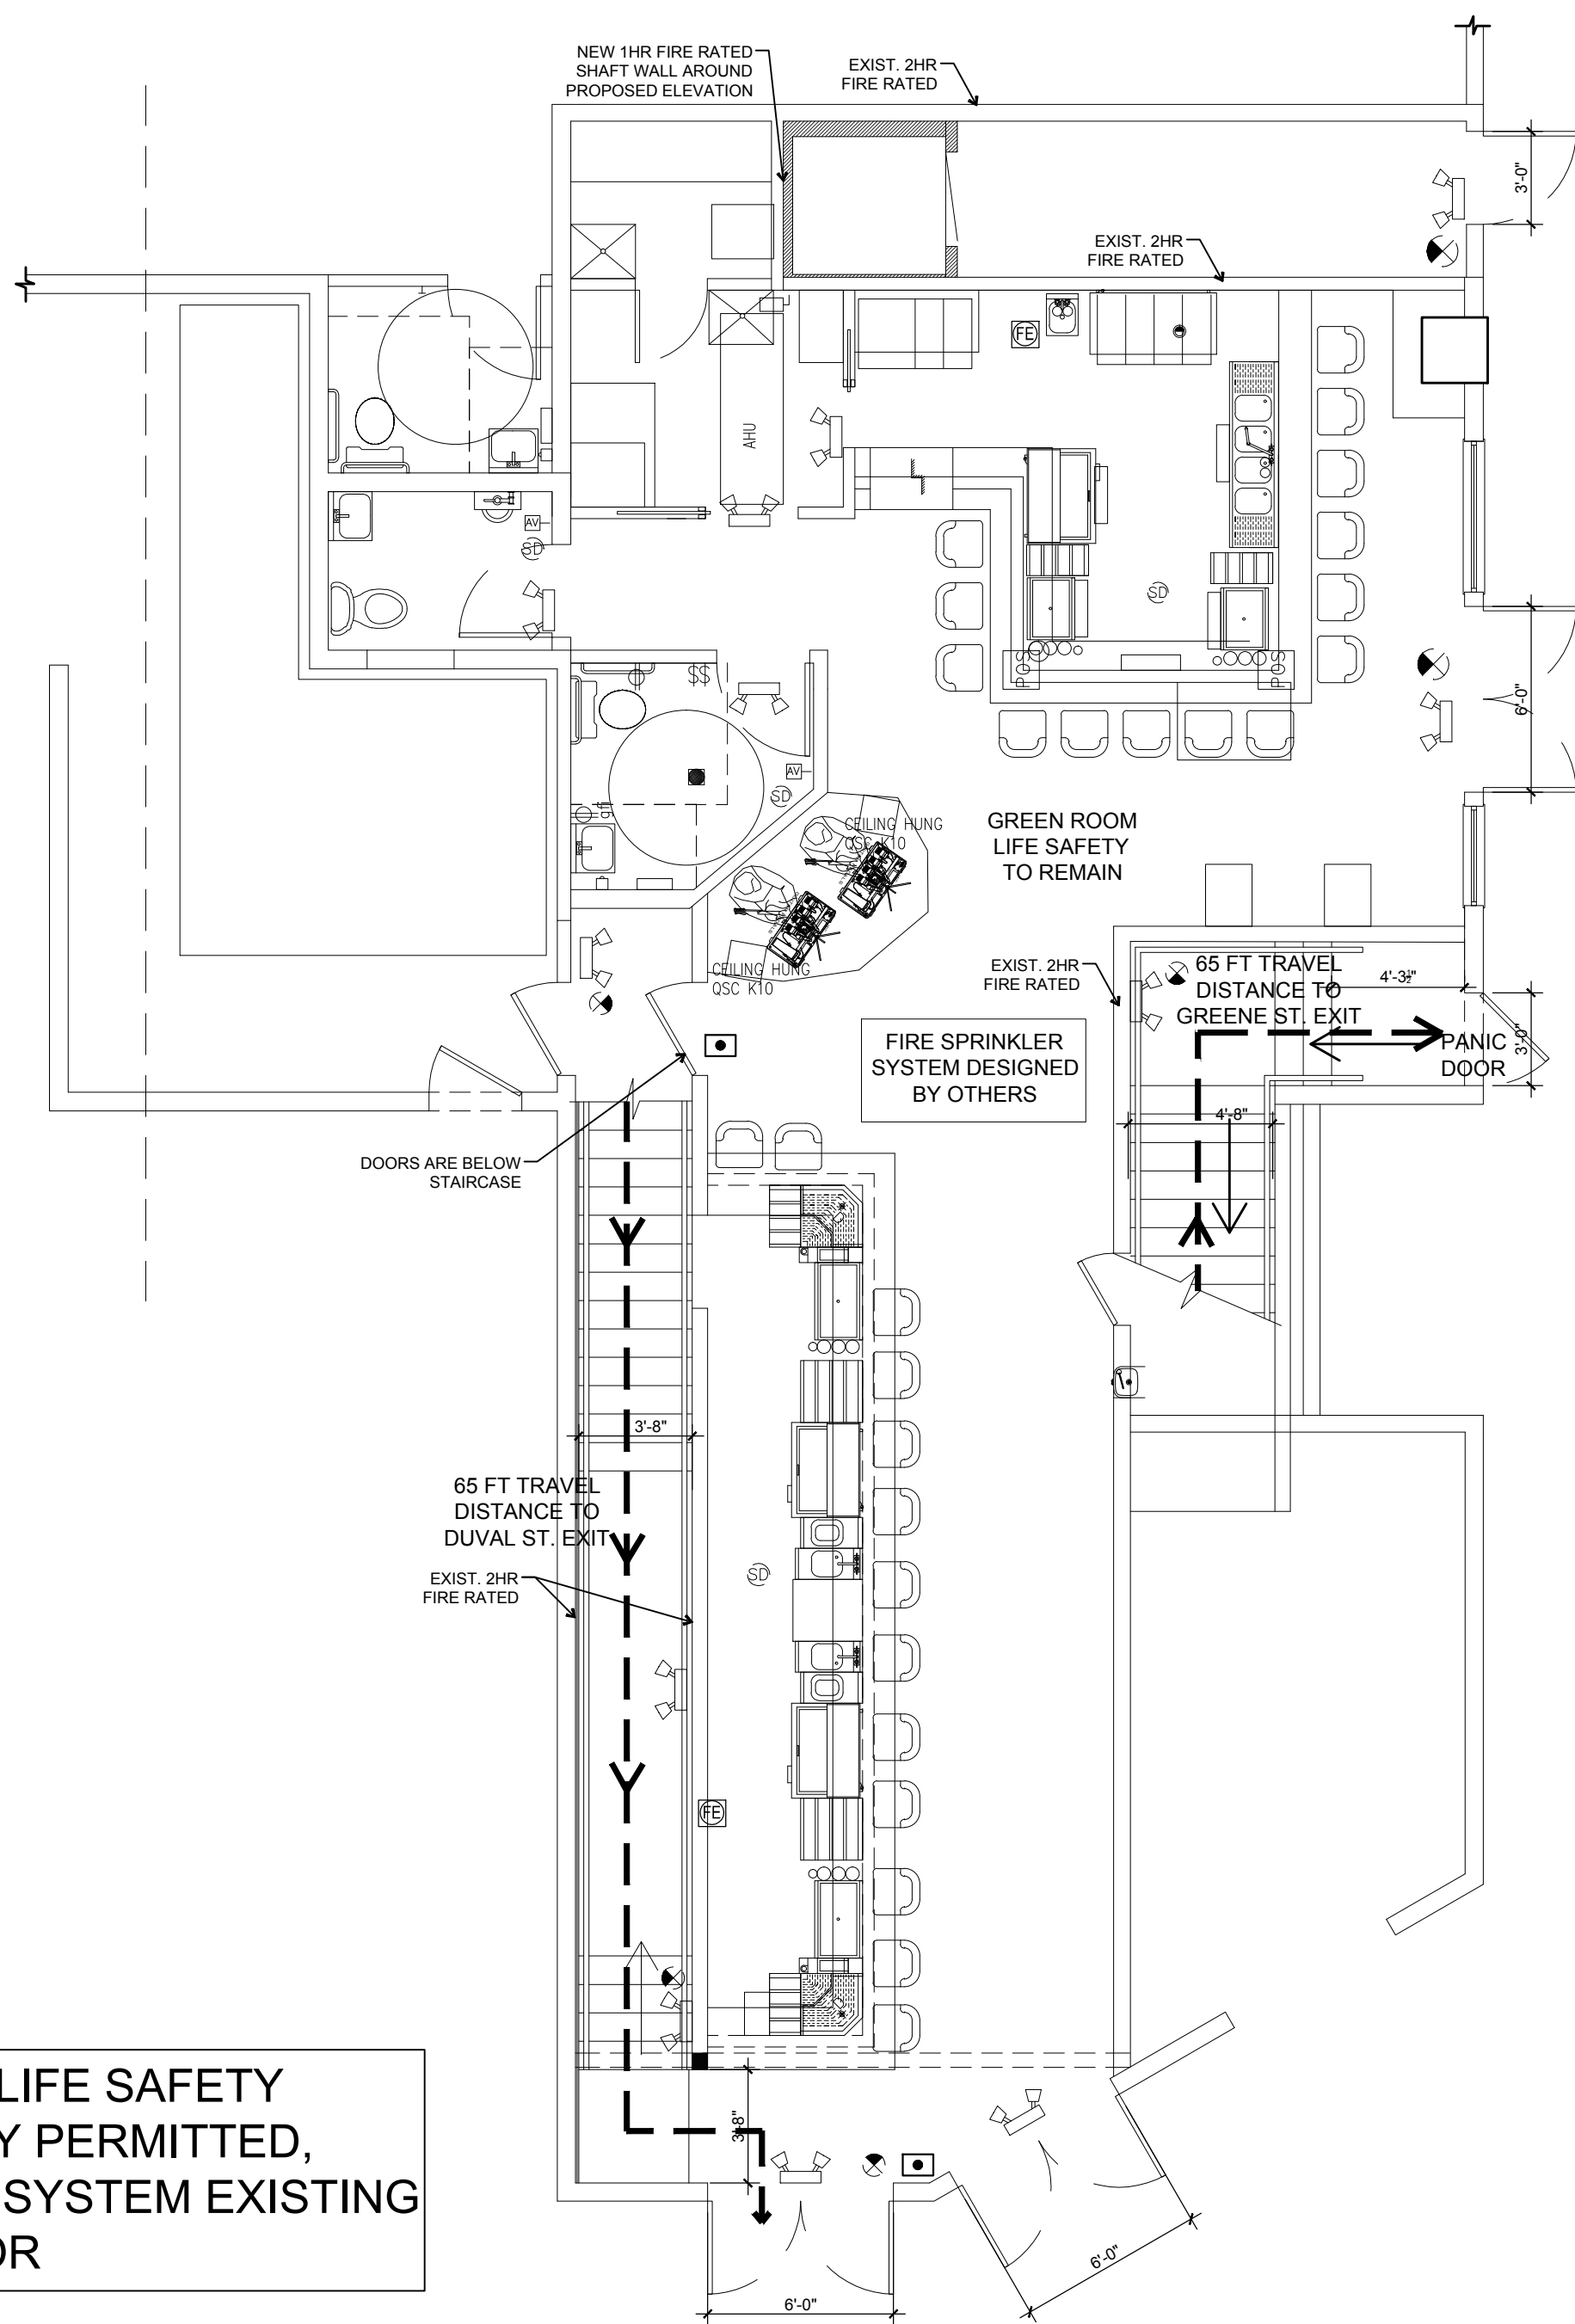 NEW 1HR FIRE RATED
SHAFT WALL AROUND
PROPOSED ELEVATION
EXIST. 2HR
FIRE RATED
3'-0"
EXIST. 2HR
FIRE RATED
FE
AHU
AV
SD
SD
POS
POS
6'-0"
$$
AV
SD
gfi
CEILING HUNG
QSC K10
GREEN ROOM
LIFE SAFETY
TO REMAIN
CEILING HUNG
QSC K10
EXIST. 2HR
FIRE RATED
65 FT TRAVEL
DISTANCE TO
GREENE ST. EXIT
4'-3½"
PANIC
DOOR
3'-0"
FIRE SPRINKLER
SYSTEM DESIGNED
BY OTHERS
4'-8"
DOORS ARE BELOW
STAIRCASE
3'-8"
65 FT TRAVEL
DISTANCE TO
DUVAL ST. EXIT
EXIST. 2HR
FIRE RATED
SD
FE
LIFE SAFETY
Y PERMITTED,
SYSTEM EXISTING
OR
3'-8"
6'-0"
6'-0"